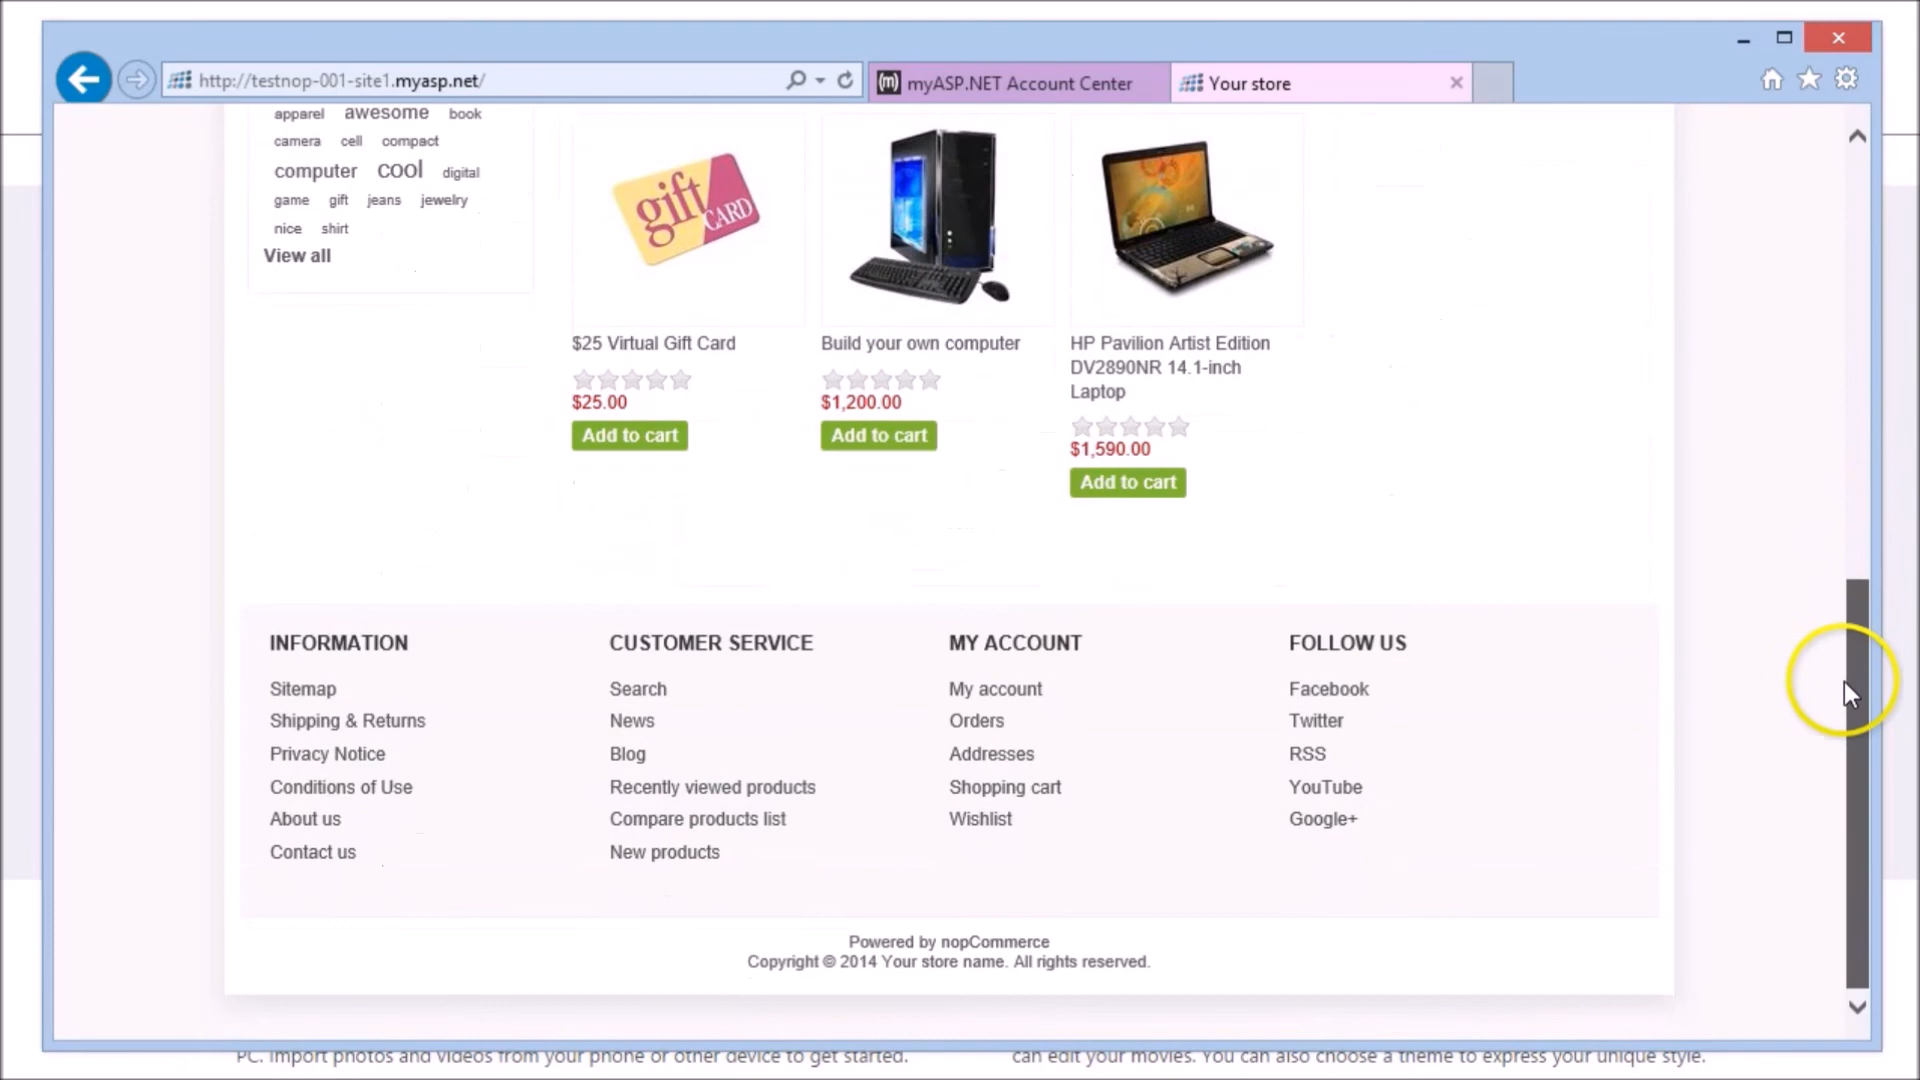 http://testnop-001-site1.myasp.net/
(m) myASP.NET Account Center
Your store
apparel awesome book
camera cell compact
computer cool digital
game gift jeans jewelry
nice shirt
View all
gift CARD
$25 Virtual Gift Card
$25.00
Add to cart
Build your own computer
$1,200.00
Add to cart
HP Pavilion Artist Edition
DV2890NR 14.1-inch
Laptop
$1,590.00
Add to cart
INFORMATION
Sitemap
Shipping & Returns
Privacy Notice
Conditions of Use
About us
Contact us
CUSTOMER SERVICE
Search
News
Blog
Recently viewed products
Compare products list
New products
MY ACCOUNT
My account
Orders
Addresses
Shopping cart
Wishlist
FOLLOW US
Facebook
Twitter
RSS
YouTube
Google+
Powered by nopCommerce
Copyright © 2014 Your store name. All rights reserved.
PC. Import photos and videos from your phone or other device to get started.
can edit your movies. You can also choose a theme to express your unique style.